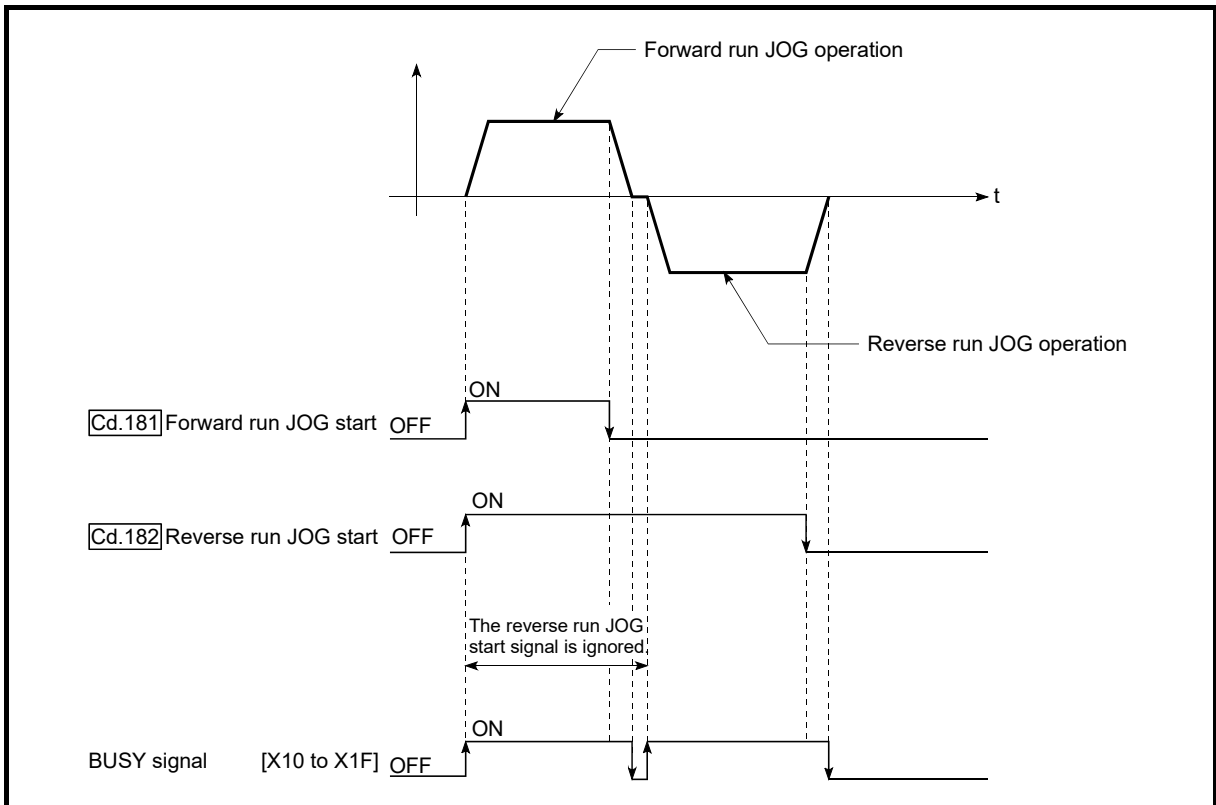 Forward run JOG operation
t
Reverse run JOG operation
ON
Cd.181 Forward run JOG start OFF
ON
Cd.182 Reverse run JOG start OFF
The reverse run JOG
start signal is ignored.
ON
BUSY signal [X10 to X1F] OFF